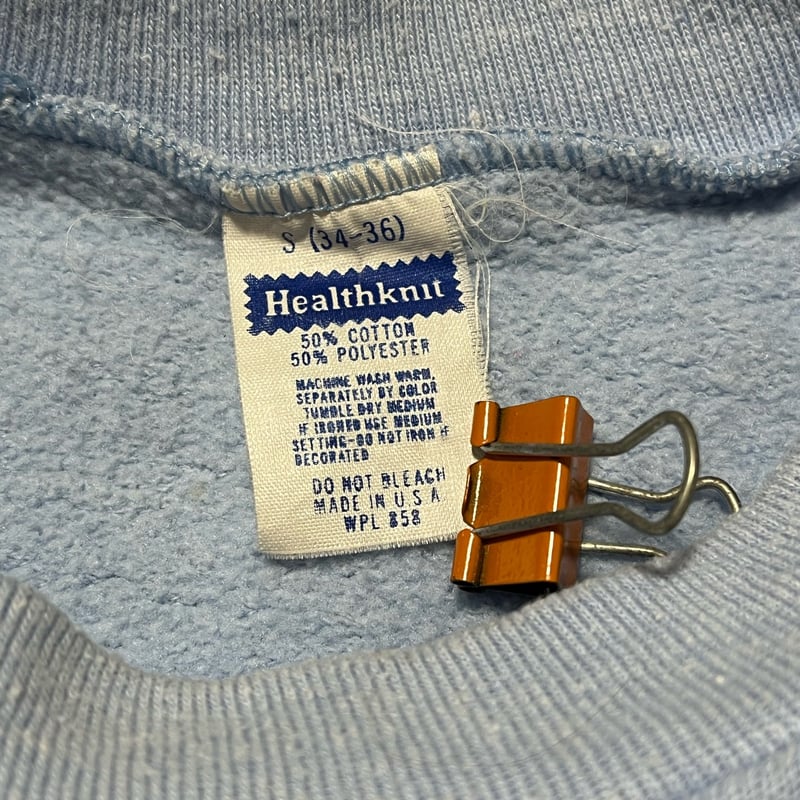 S (34-36)
Healthknit
50% COTTON
50% POLYESTER
MACHINE WASH WARM,
SEPARATELY BY COLOR
TUMBLE DRY MEDIUM
IF IRONED USE MEDIUM
SETTING-DO NOT IRON IF
DECORATED
DO NOT BLEACH
MADE IN U S A
WPL 858